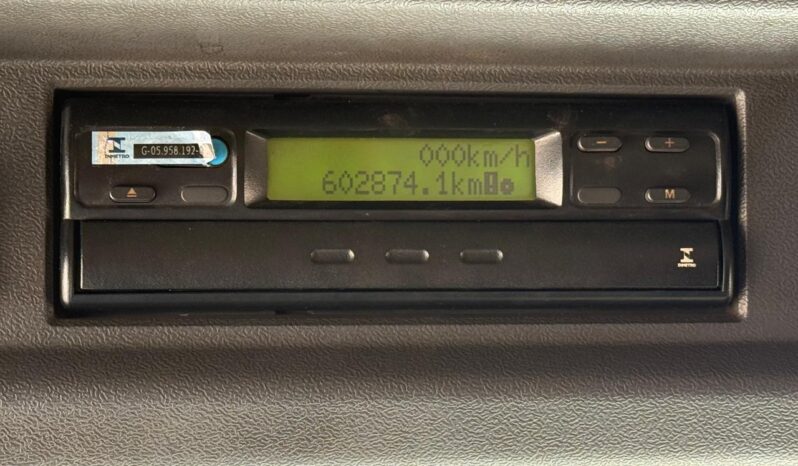 INMETRO G-05.958.192-
000km/h
602874.1km
− +
M
INMETRO